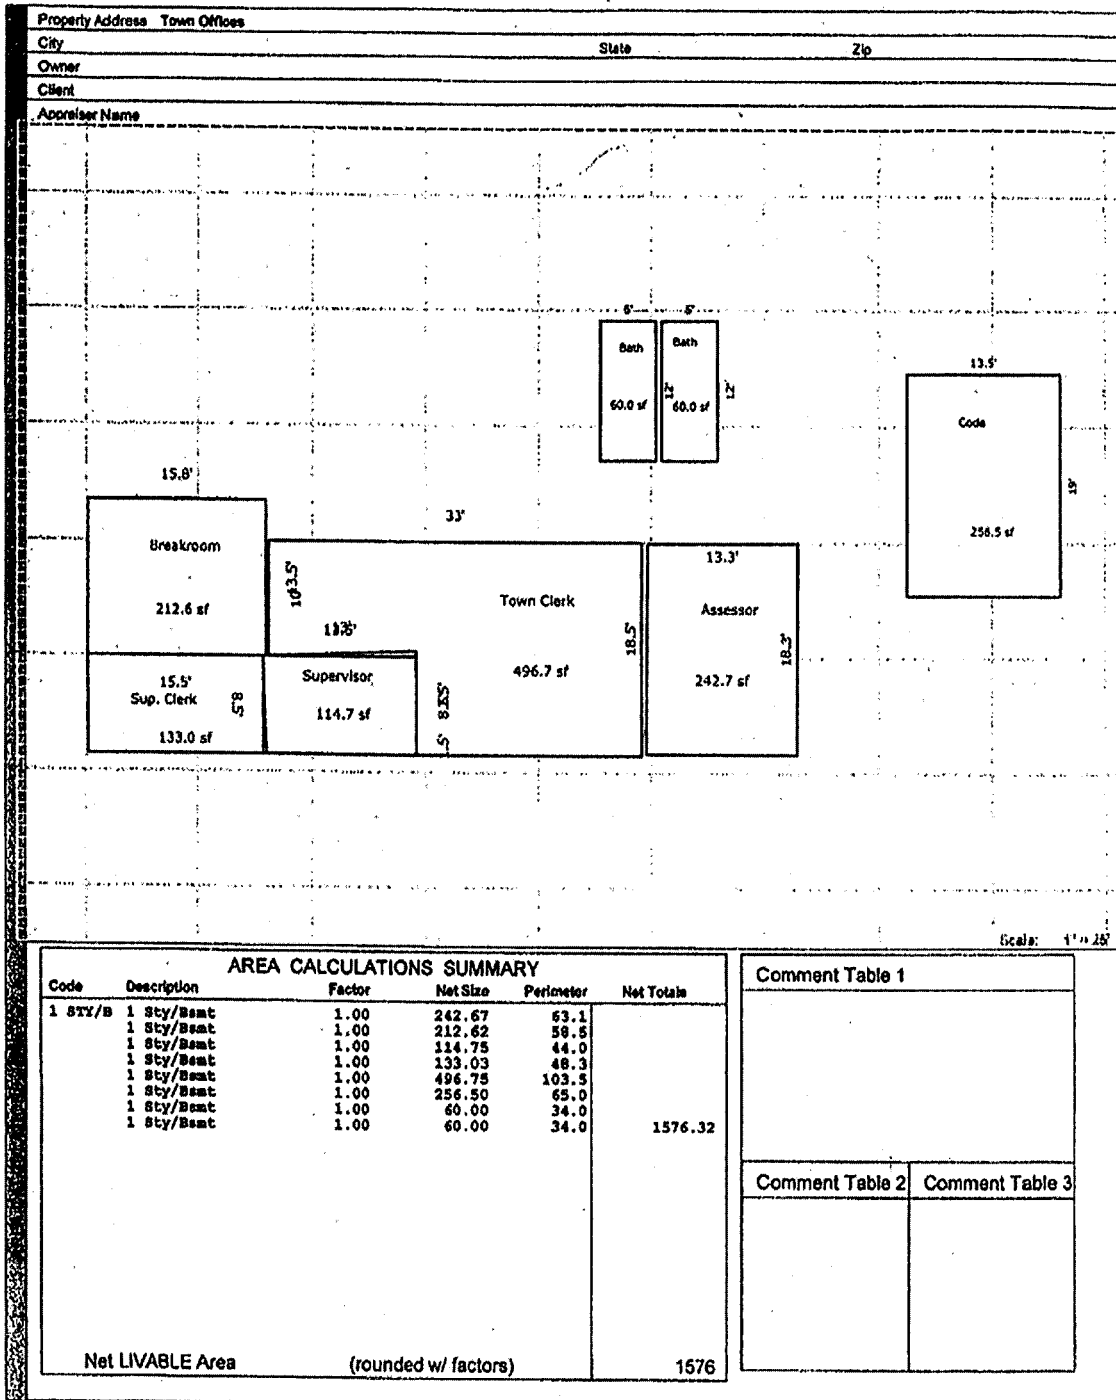 Property Address Town Offices
City State Zip
Owner
Client
Appraiser Name
5' 5'
Bath Bath
12' 12'
60.0 sf 60.0 sf
13.5'
Code
19'
256.5 sf
15.8'
33'
Breakroom
13.3'
Town Clerk
Assessor
212.6 sf
18.5' 18.3'
496.7 sf
242.7 sf
15.5'
Supervisor
Sup. Clerk
8.5'
114.7 sf
133.0 sf
Scale: 1" = 25'
AREA CALCULATIONS SUMMARY
Code Description Factor Net Size Perimeter Net Totals
1 STY/B 1 Sty/Bsmt 1.00 242.67 63.1
1 Sty/Bsmt 1.00 212.62 58.5
1 Sty/Bsmt 1.00 114.75 44.0
1 Sty/Bsmt 1.00 133.03 48.3
1 Sty/Bsmt 1.00 496.75 103.5
1 Sty/Bsmt 1.00 256.50 65.0
1 Sty/Bsmt 1.00 60.00 34.0
1 Sty/Bsmt 1.00 60.00 34.0 1576.32
Net LIVABLE Area (rounded w/ factors) 1576
Comment Table 1
Comment Table 2 Comment Table 3